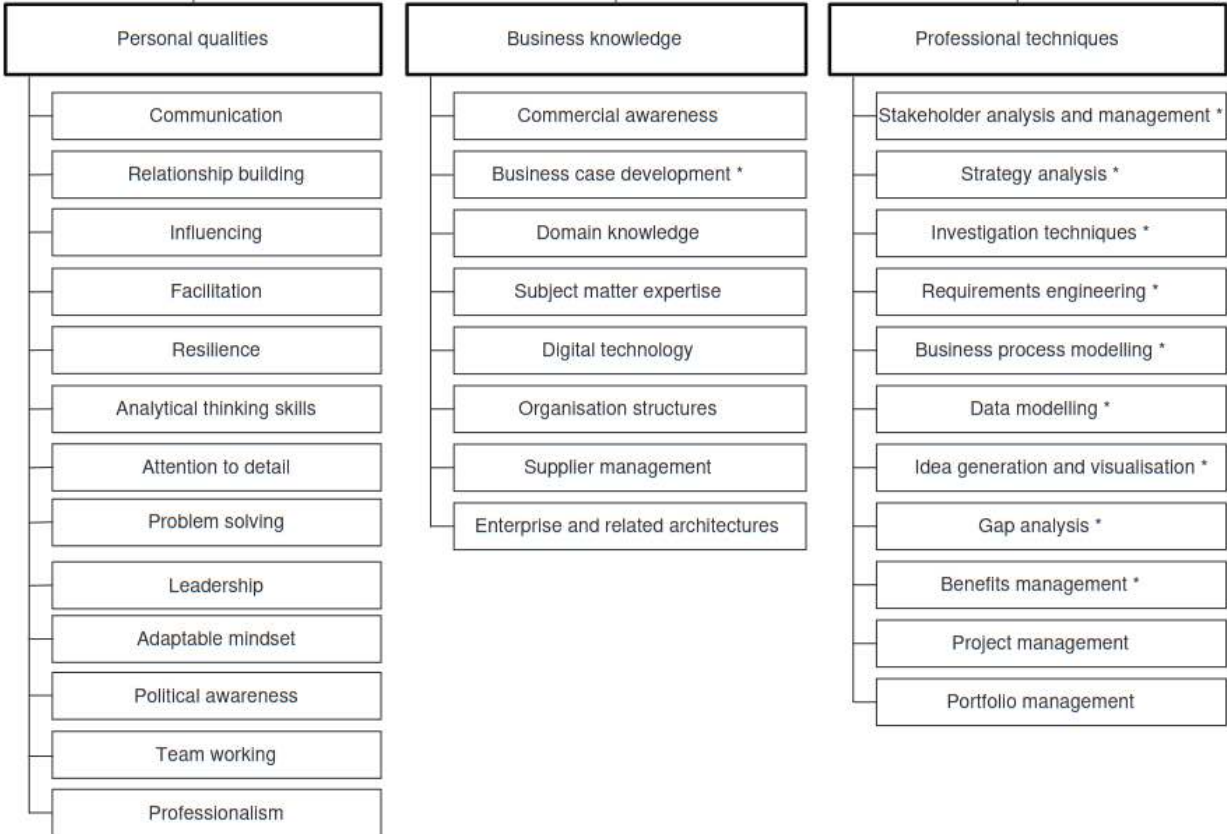 Personal qualities
Communication
Relationship building
Influencing
Facilitation
Resilience
Analytical thinking skills
Attention to detail
Problem solving
Leadership
Adaptable mindset
Political awareness
Team working
Professionalism
Business knowledge
Commercial awareness
Business case development *
Domain knowledge
Subject matter expertise
Digital technology
Organisation structures
Supplier management
Enterprise and related architectures
Professional techniques
Stakeholder analysis and management *
Strategy analysis *
Investigation techniques *
Requirements engineering *
Business process modelling *
Data modelling *
Idea generation and visualisation *
Gap analysis *
Benefits management *
Project management
Portfolio management